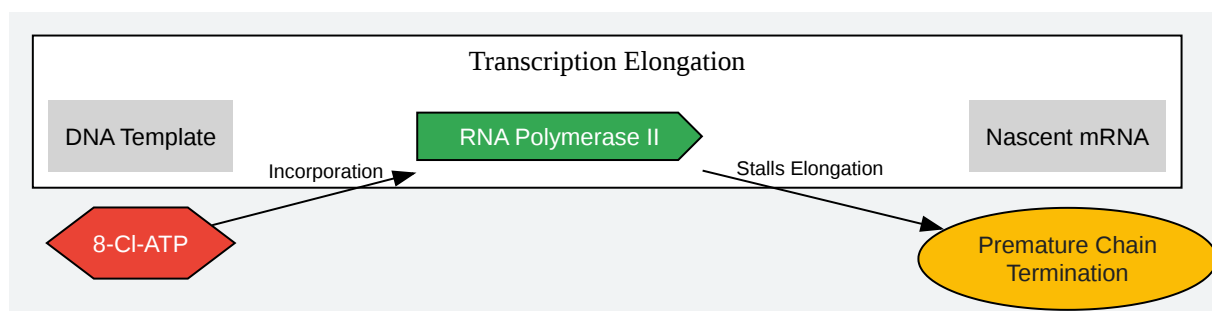 Transcription Elongation
DNA Template
RNA Polymerase II
Nascent mRNA
Incorporation
Stalls Elongation
8-Cl-ATP
Premature Chain
Termination